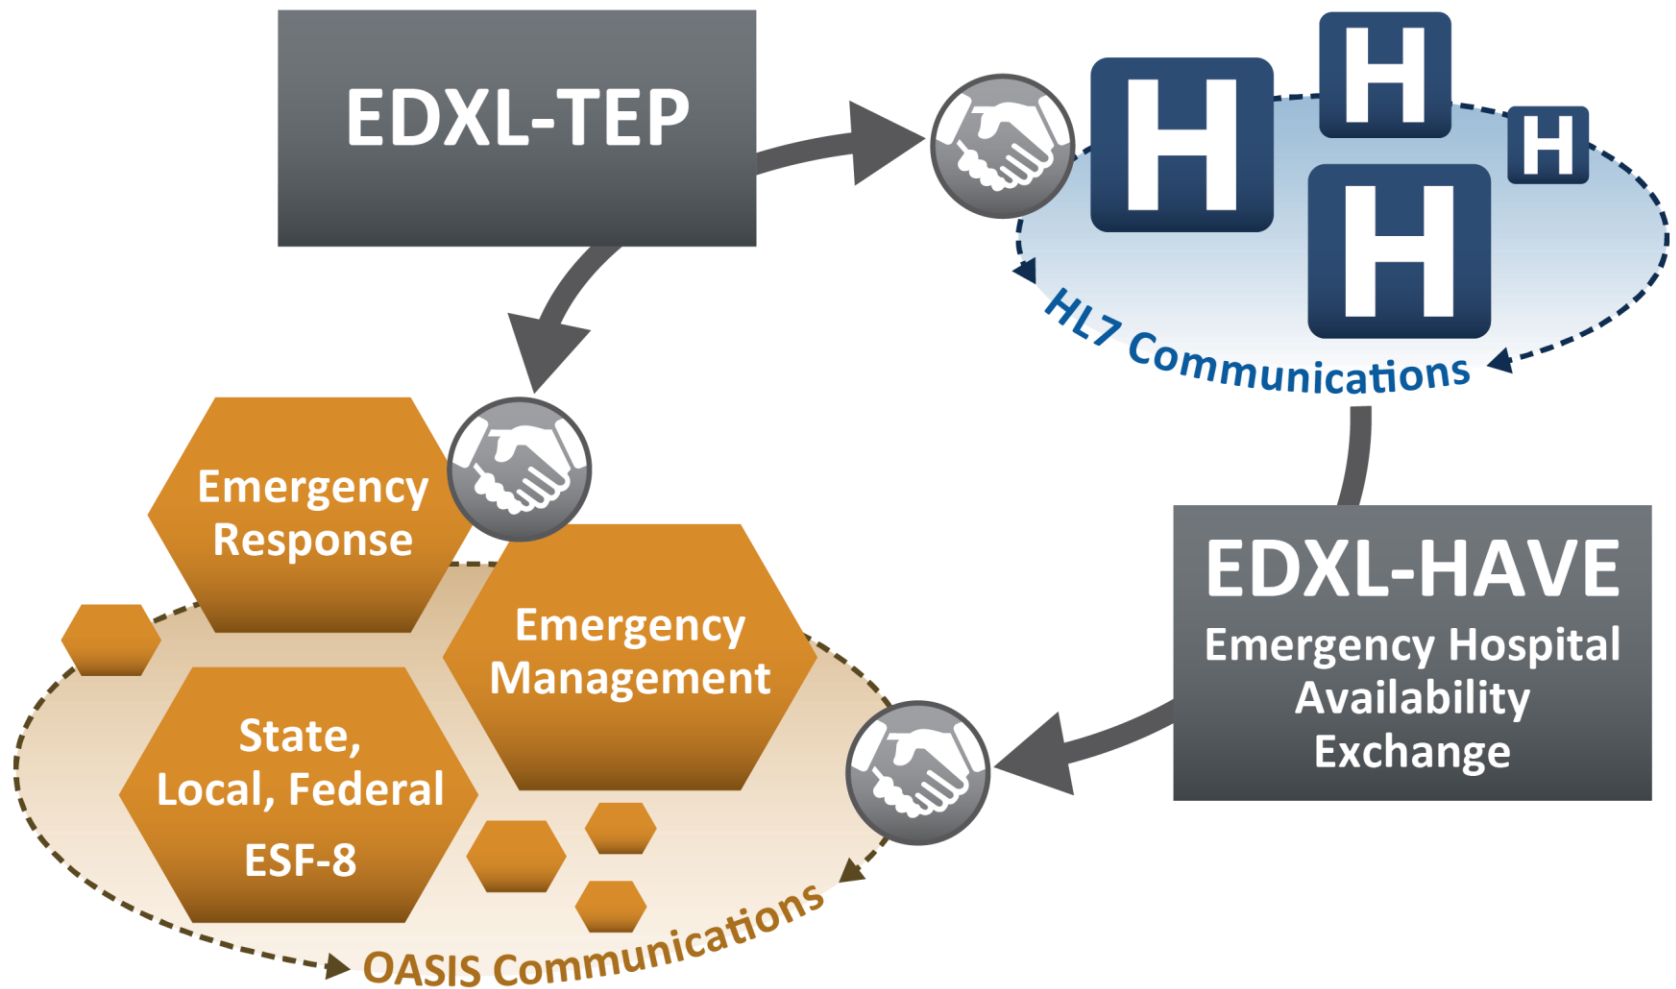 EDXL-TEP
H
H
H
H
HL7 Communications
Emergency
Response
Emergency
Management
State,
Local, Federal
ESF-8
OASIS Communications
EDXL-HAVE
Emergency Hospital
Availability
Exchange